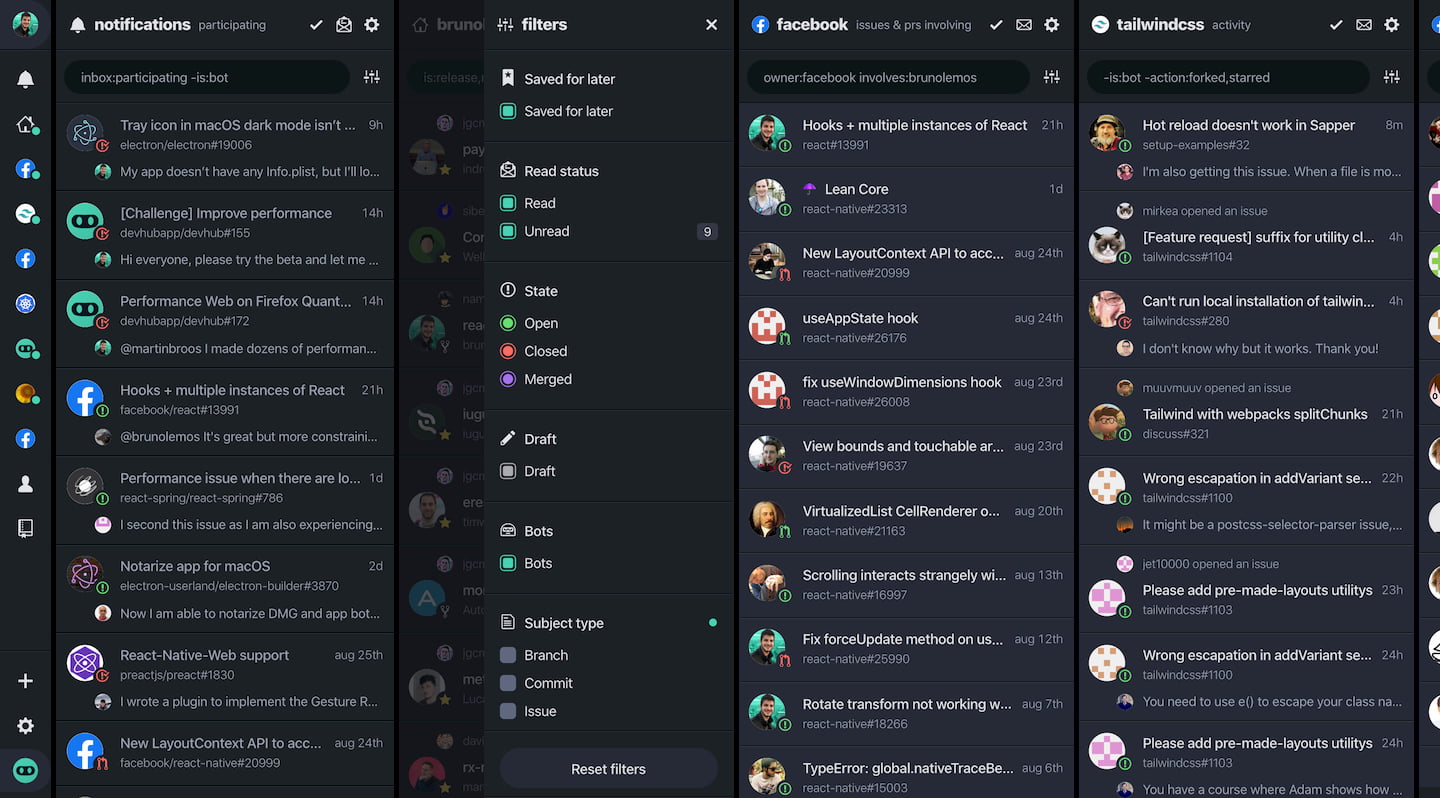 notifications participating
inbox:participating -is:bot
Tray icon in macOS dark mode isn’t ... 9h
electron/electron#19006
My app doesn’t have any Info.plist, but I'll lo...
[Challenge] Improve performance 14h
devhubapp/devhub#155
Hi everyone, please try the beta and let me ...
Performance Web on Firefox Quant... 14h
devhubapp/devhub#172
@martinbroos I made dozens of performan...
Hooks + multiple instances of React 21h
facebook/react#13991
@brunolemos It's great but more constraini...
Performance issue when there are lo... 1d
react-spring/react-spring#786
I second this issue as I am also experiencing...
Notarize app for macOS 2d
electron-userland/electron-builder#3870
Now I am able to notarize DMG and app bot...
React-Native-Web support aug 25th
preactjs/preact#1830
I wrote a plugin to implement the Gesture R...
New LayoutContext API to acc... aug 24th
facebook/react-native#20999
filters
Saved for later
Saved for later
Read status
Read
Unread 9
State
Open
Closed
Merged
Draft
Draft
Bots
Bots
Subject type
Branch
Commit
Issue
Reset filters
facebook issues & prs involving
owner:facebook involves:brunolemos
Hooks + multiple instances of React 21h
react#13991
Lean Core 1d
react-native#23313
New LayoutContext API to acc... aug 24th
react-native#20999
useAppState hook aug 24th
react-native#26176
fix useWindowDimensions hook aug 23rd
react-native#26008
View bounds and touchable ar... aug 23rd
react-native#19637
VirtualizedList CellRenderer o... aug 20th
react-native#21163
Scrolling interacts strangely wi... aug 13th
react-native#16997
Fix forceUpdate method on us... aug 12th
react-native#25990
Rotate transform not working w... aug 7th
react-native#18266
TypeError: global.nativeTraceBe... aug 6th
react-native#15003
tailwindcss activity
-is:bot -action:forked,starred
Hot reload doesn't work in Sapper 8m
setup-examples#32
I'm also getting this issue. When a file is mo...
mirkea opened an issue
[Feature request] suffix for utility cl... 4h
tailwindcss#1104
Can't run local installation of tailwin... 4h
tailwindcss#280
I don't know why but it works. Thank you!
muuvmuuv opened an issue
Tailwind with webpacks splitChunks 21h
discuss#321
Wrong escapation in addVariant se... 22h
tailwindcss#1100
It might be a postcss-selector-parser issue,...
jet10000 opened an issue
Please add pre-made-layouts utilitys 23h
tailwindcss#1103
Wrong escapation in addVariant se... 24h
tailwindcss#1100
You need to use e() to escape your class na...
Please add pre-made-layouts utilitys 24h
tailwindcss#1103
You have a course where Adam shows how ...